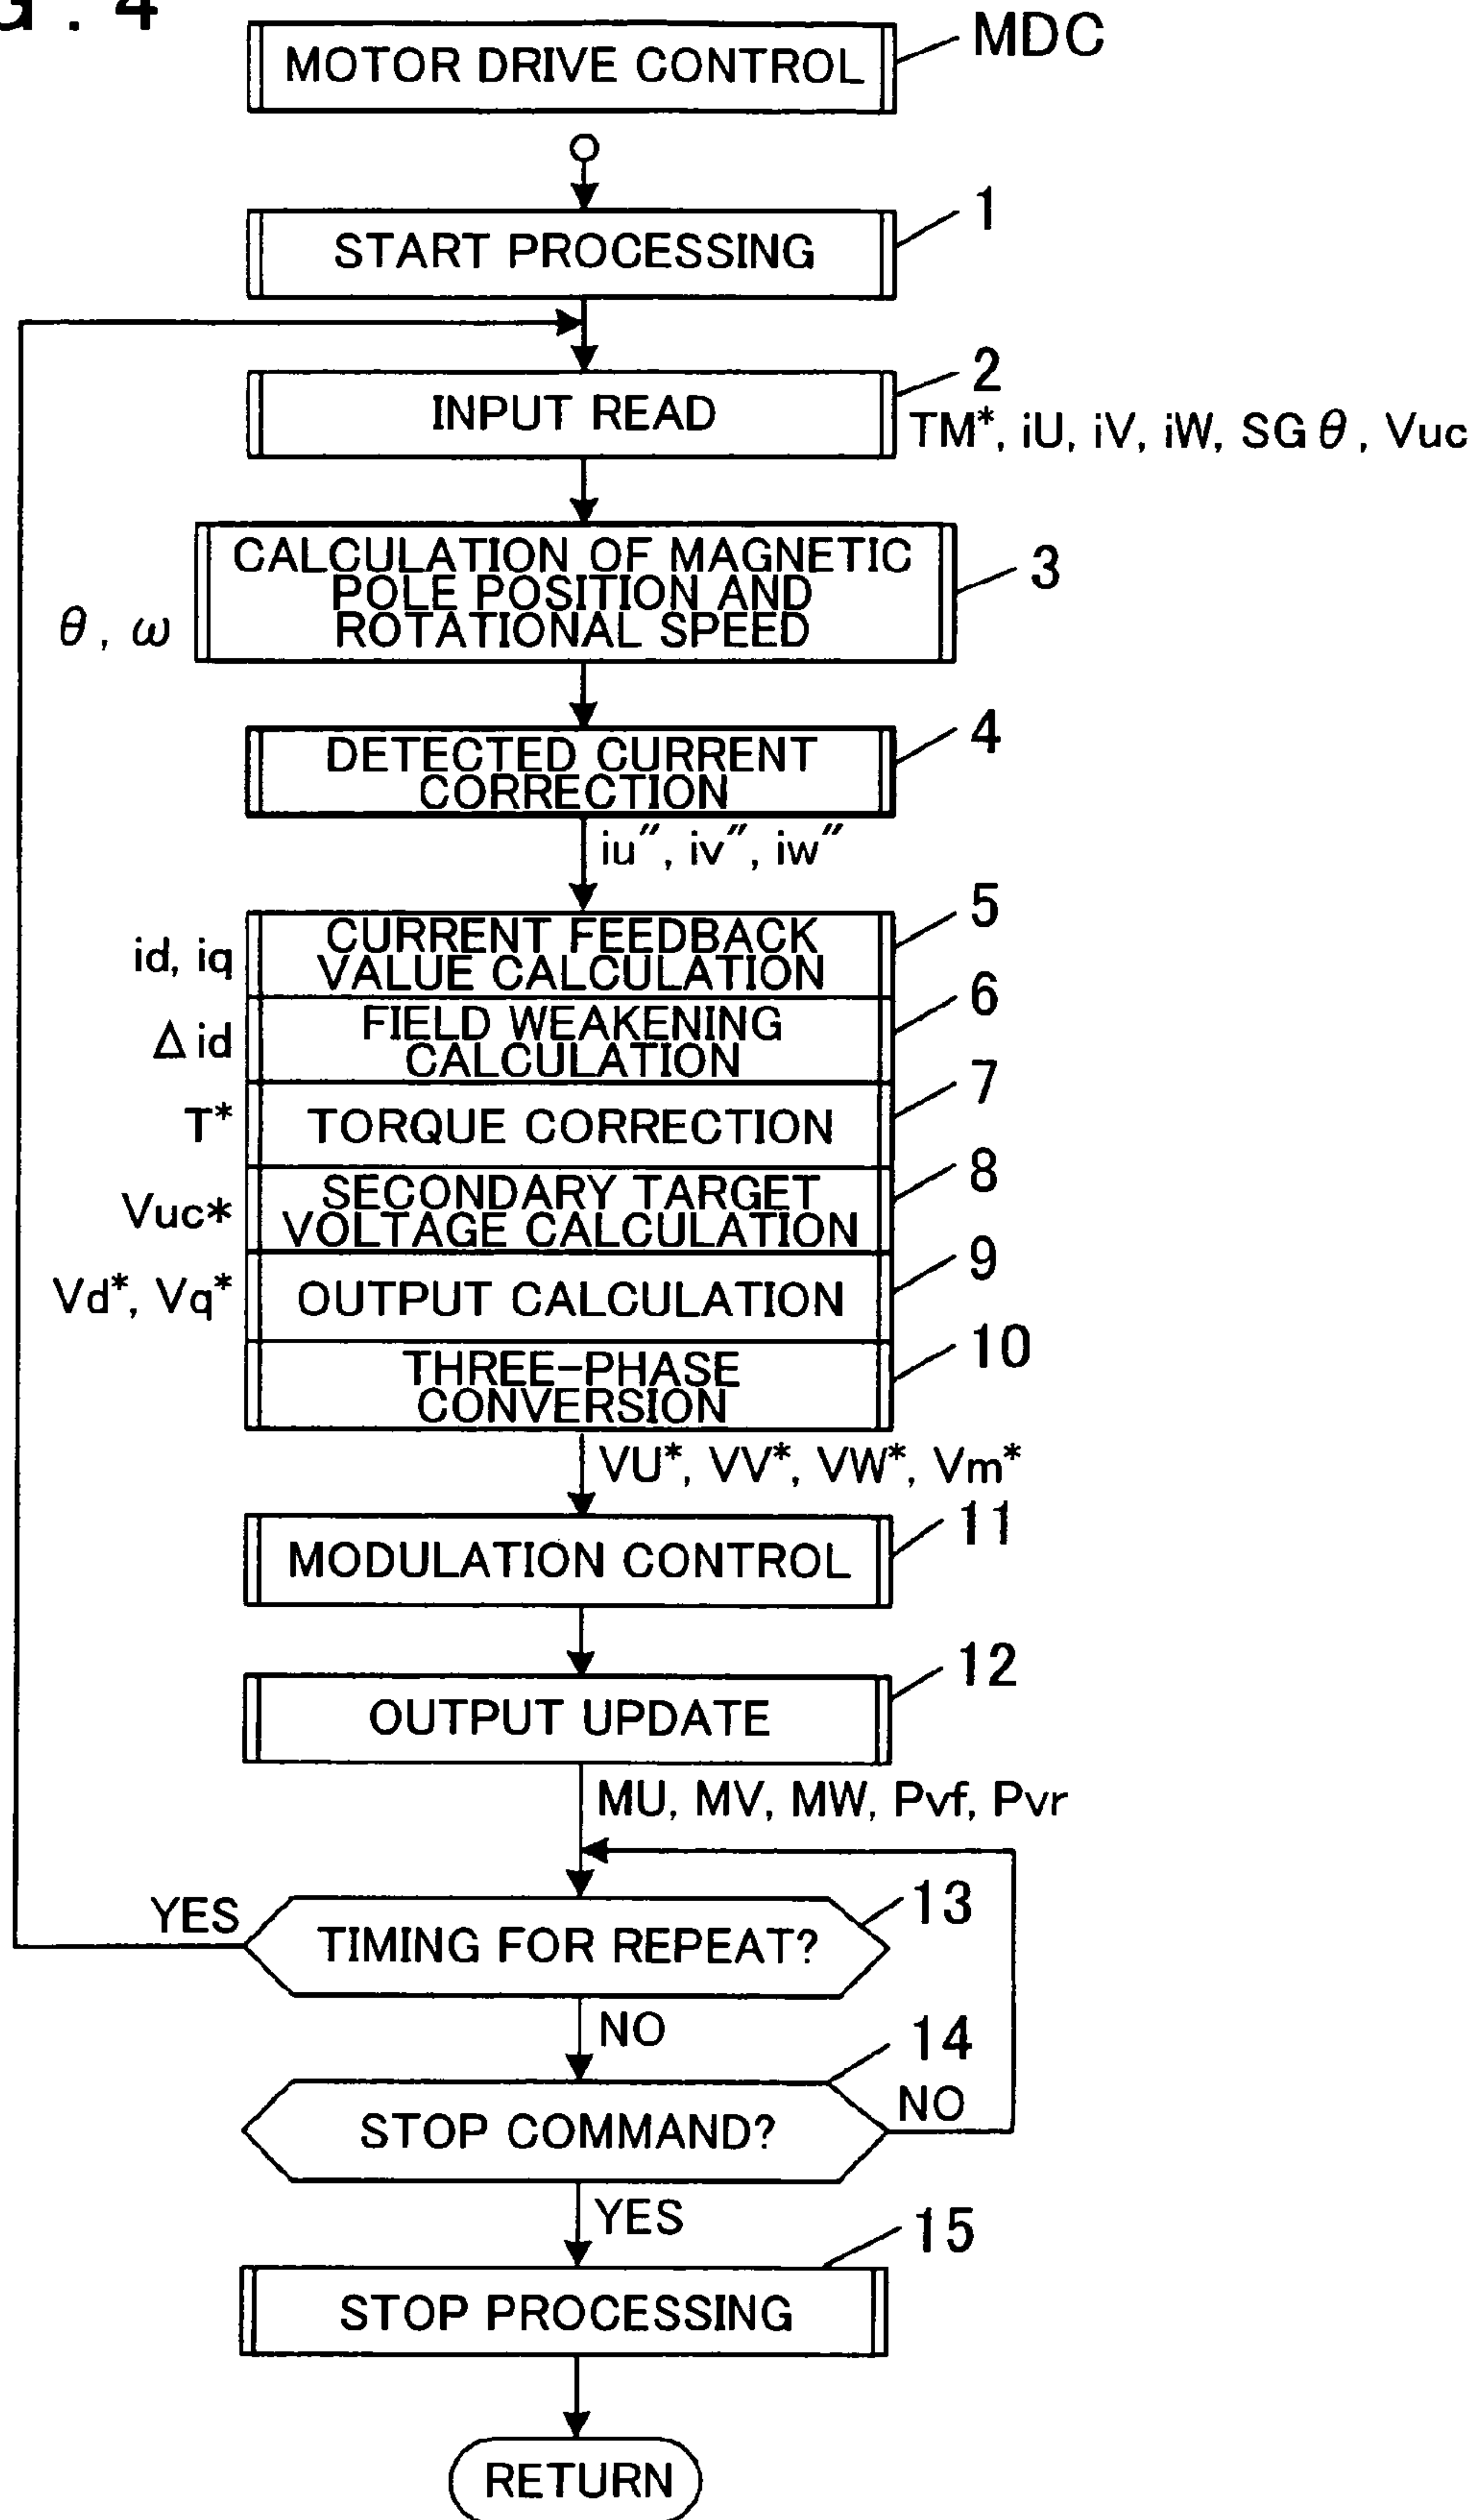 G. 4
MOTOR DRIVE CONTROL
MDC
START PROCESSING
1
INPUT READ
2
TM*, iU, iV, iW, SG θ, Vuc
CALCULATION OF MAGNETIC
POLE POSITION AND
ROTATIONAL SPEED
3
θ, ω
DETECTED CURRENT
CORRECTION
4
iu″, iv″, iw″
id, iq
CURRENT FEEDBACK
VALUE CALCULATION
5
Δid
FIELD WEAKENING
CALCULATION
6
T*
TORQUE CORRECTION
7
Vuc*
SECONDARY TARGET
VOLTAGE CALCULATION
8
Vd*, Vq*
OUTPUT CALCULATION
9
THREE-PHASE
CONVERSION
10
VU*, VV*, VW*, Vm*
MODULATION CONTROL
11
OUTPUT UPDATE
12
MU, MV, MW, Pvf, Pvr
YES
TIMING FOR REPEAT?
13
NO
STOP COMMAND?
14
NO
YES
STOP PROCESSING
15
RETURN